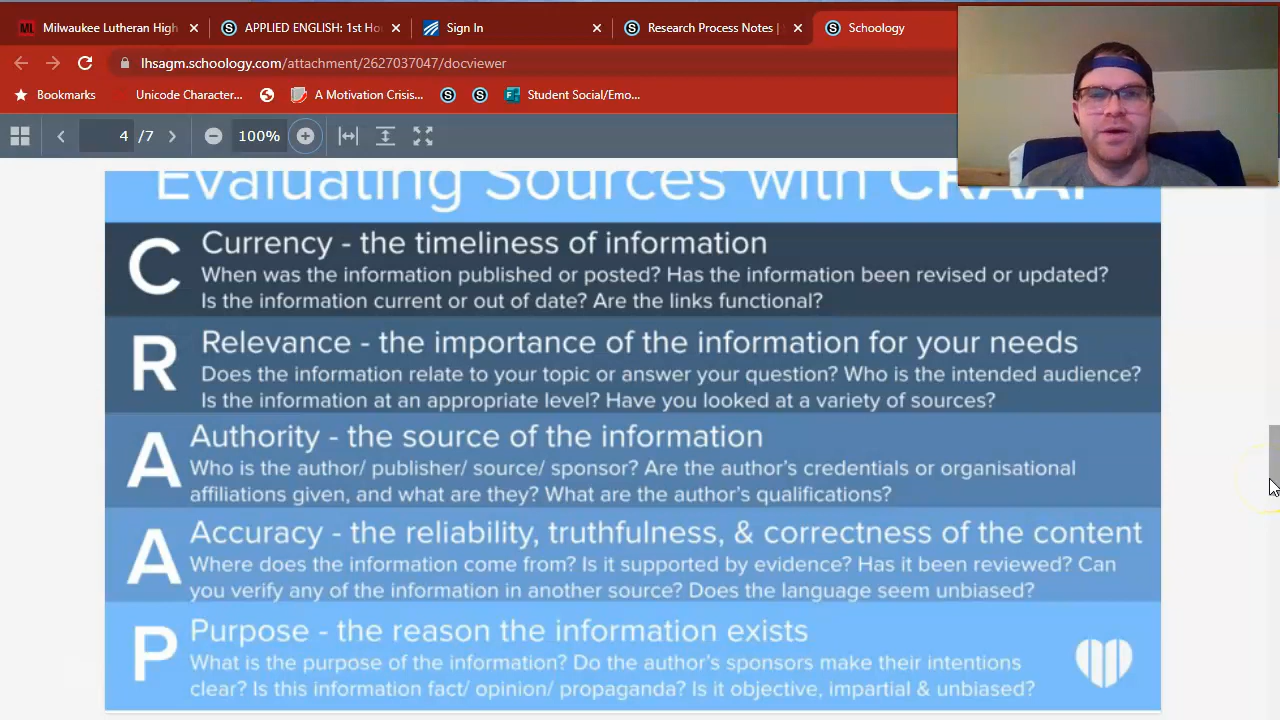 Milwaukee Lutheran High
APPLIED ENGLISH: 1st Ho
Sign In
Research Process Notes |
Schoology
lhsagm.schoology.com/attachment/2627037047/docviewer
Bookmarks
Unicode Character...
A Motivation Crisis...
Student Social/Emo...
4 /7
100%
Evaluating Sources with CRAAP
C
Currency - the timeliness of information
When was the information published or posted? Has the information been revised or updated?
Is the information current or out of date? Are the links functional?
R
Relevance - the importance of the information for your needs
Does the information relate to your topic or answer your question? Who is the intended audience?
Is the information at an appropriate level? Have you looked at a variety of sources?
A
Authority - the source of the information
Who is the author/ publisher/ source/ sponsor? Are the author's credentials or organisational
affiliations given, and what are they? What are the author's qualifications?
A
Accuracy - the reliability, truthfulness, & correctness of the content
Where does the information come from? Is it supported by evidence? Has it been reviewed? Can
you verify any of the information in another source? Does the language seem unbiased?
P
Purpose - the reason the information exists
What is the purpose of the information? Do the author's sponsors make their intentions
clear? Is this information fact/ opinion/ propaganda? Is it objective, impartial & unbiased?